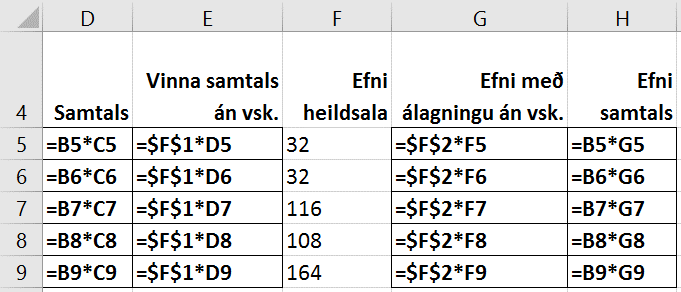 D E F G H
4 Samtals Vinna samtals án vsk. Efni heildsala Efni með álagningu án vsk. Efni samtals
5 =B5*C5 =$F$1*D5 32 =$F$2*F5 =B5*G5
6 =B6*C6 =$F$1*D6 32 =$F$2*F6 =B6*G6
7 =B7*C7 =$F$1*D7 116 =$F$2*F7 =B7*G7
8 =B8*C8 =$F$1*D8 108 =$F$2*F8 =B8*G8
9 =B9*C9 =$F$1*D9 164 =$F$2*F9 =B9*G9